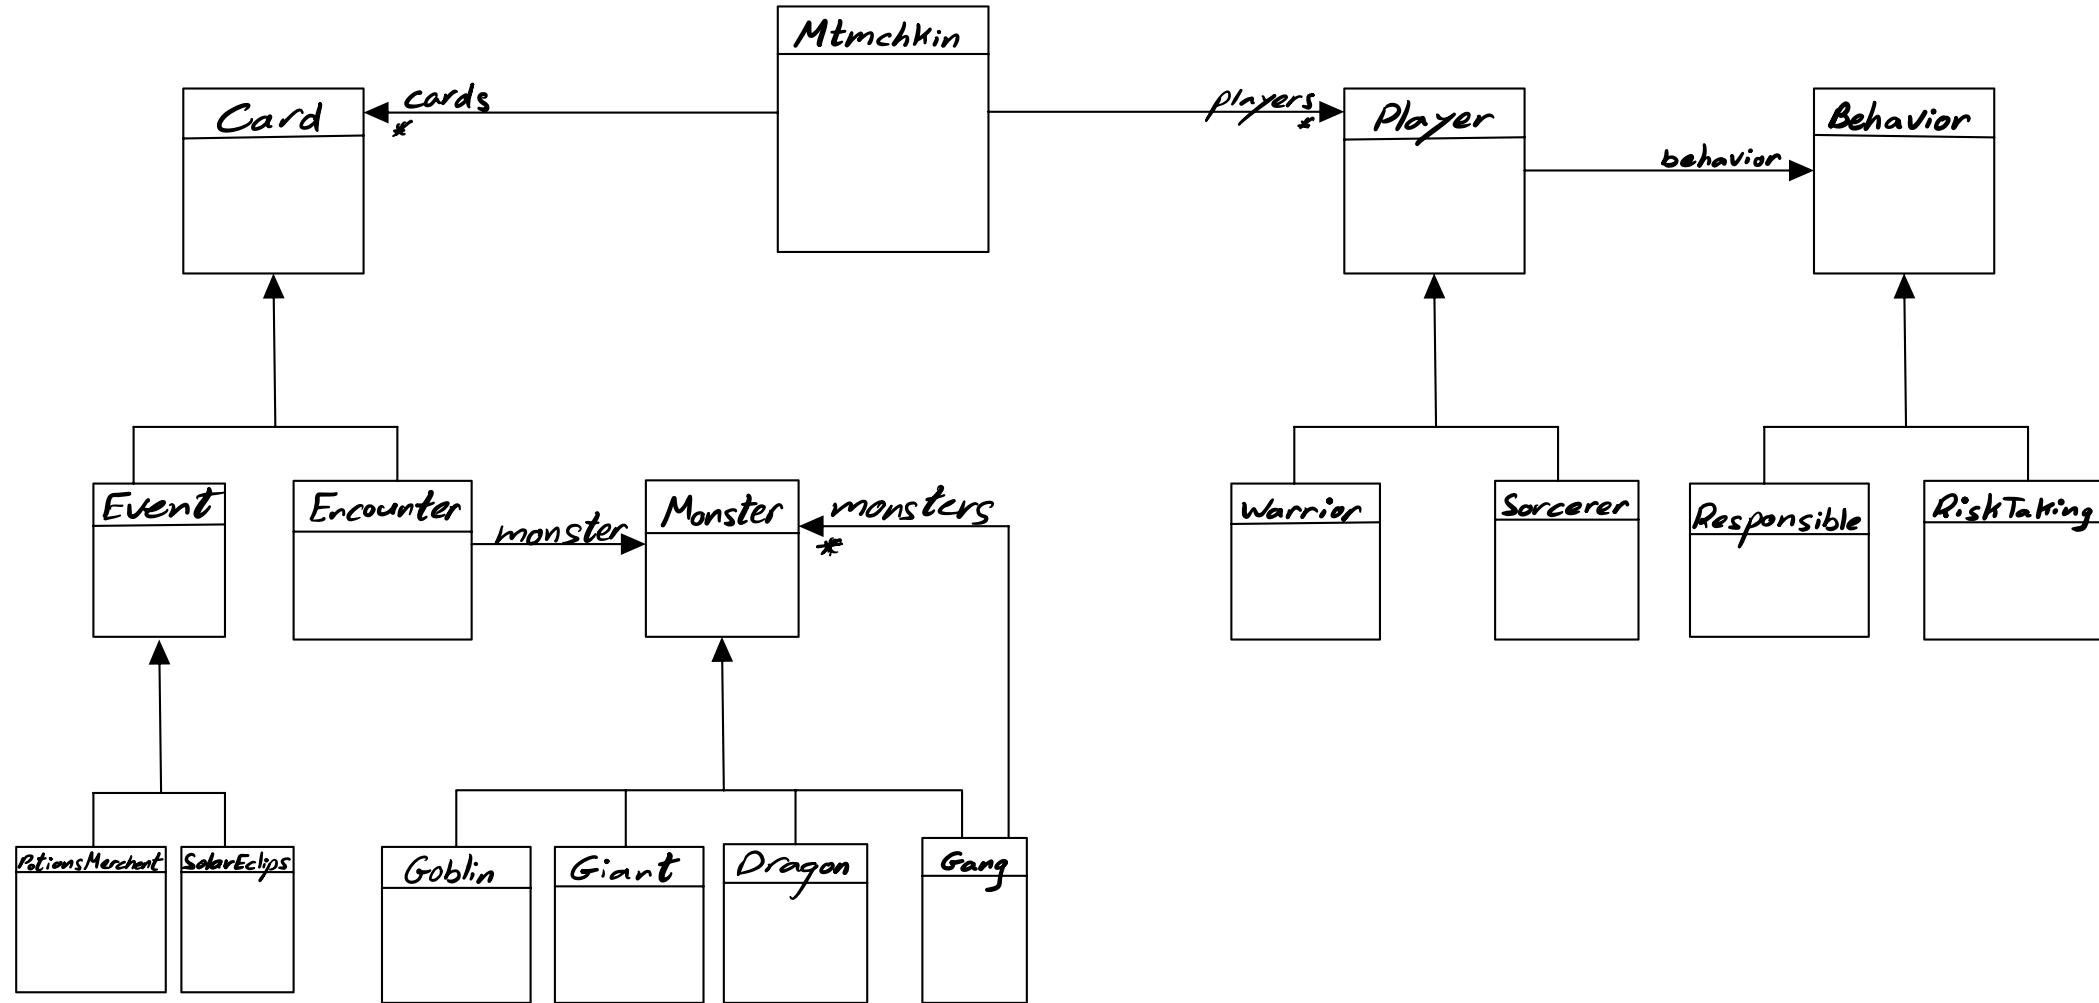 Mtmchkin
cards
*
players
*
Card
Player
Behavior
behavior
Event
Encounter
monster
Monster
monsters
*
Warrior
Sorcerer
Responsible
RiskTaking
PotionsMerchant
SolarEclips
Goblin
Giant
Dragon
Gang